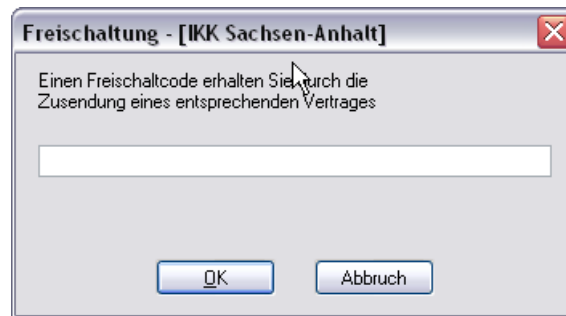 Freischaltung - [IKK Sachsen-Anhalt]
Einen Freischaltcode erhalten Sie durch die
Zusendung eines entsprechenden Vertrages
OK
Abbruch